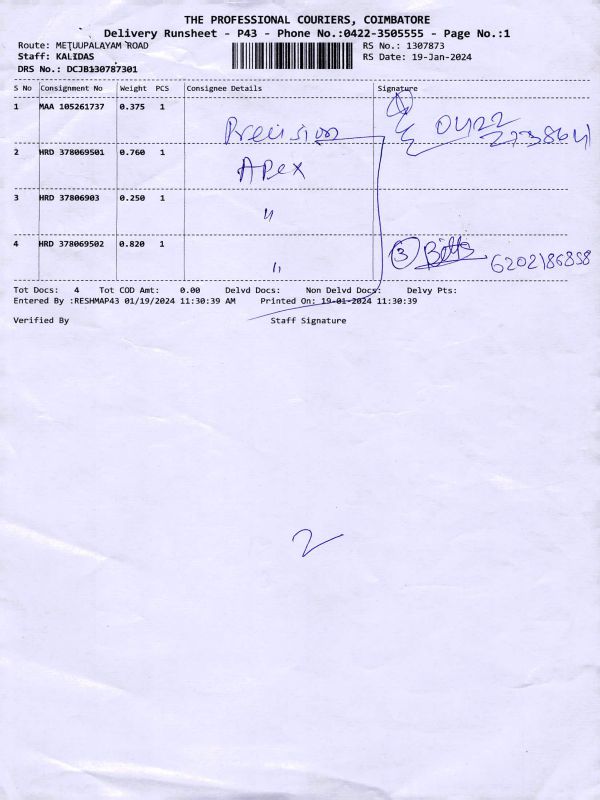 THE PROFESSIONAL COURIERS, COIMBATORE
Delivery Runsheet - P43 - Phone No.:0422-3505555 - Page No.:1
Route: METUUPALAYAM ROAD
RS No.: 1307873
Staff: KALIDAS
RS Date: 19-Jan-2024
DRS No.: DCJB130787301
S No Consignment No Weight PCS Consignee Details Signature
1 MAA 105261737 0.375 1
Precision 0422
2738641
2 HRD 378069501 0.760 1
Apex
3 HRD 37806903 0.250 1
"
4 HRD 378069502 0.820 1
" 3 6202186858
Tot Docs: 4 Tot COD Amt: 0.00 Delvd Docs: Non Delvd Docs: Delvy Pts:
Entered By :RESHMAP43 01/19/2024 11:30:39 AM Printed On: 19-01-2024 11:30:39
Verified By Staff Signature
2